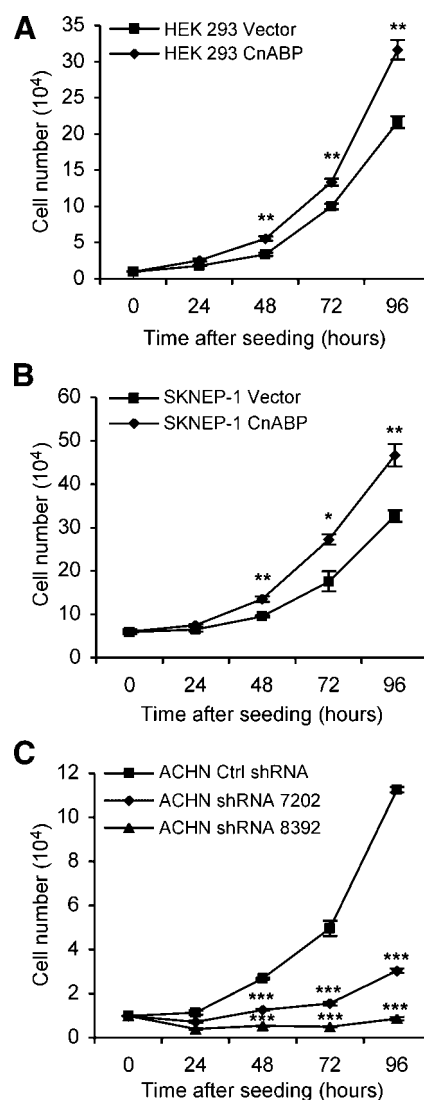 A
HEK 293 Vector
HEK 293 CnABP
Cell number (10⁴)
35
30
25
20
15
10
5
0
**
**
**
0 24 48 72 96
Time after seeding (hours)
B
SKNEP-1 Vector
SKNEP-1 CnABP
Cell number (10⁴)
60
50
40
30
20
10
0
**
*
**
0 24 48 72 96
Time after seeding (hours)
C
ACHN Ctrl shRNA
ACHN shRNA 7202
ACHN shRNA 8392
Cell number (10⁴)
12
10
8
6
4
2
0
***
***
***
***
***
***
0 24 48 72 96
Time after seeding (hours)